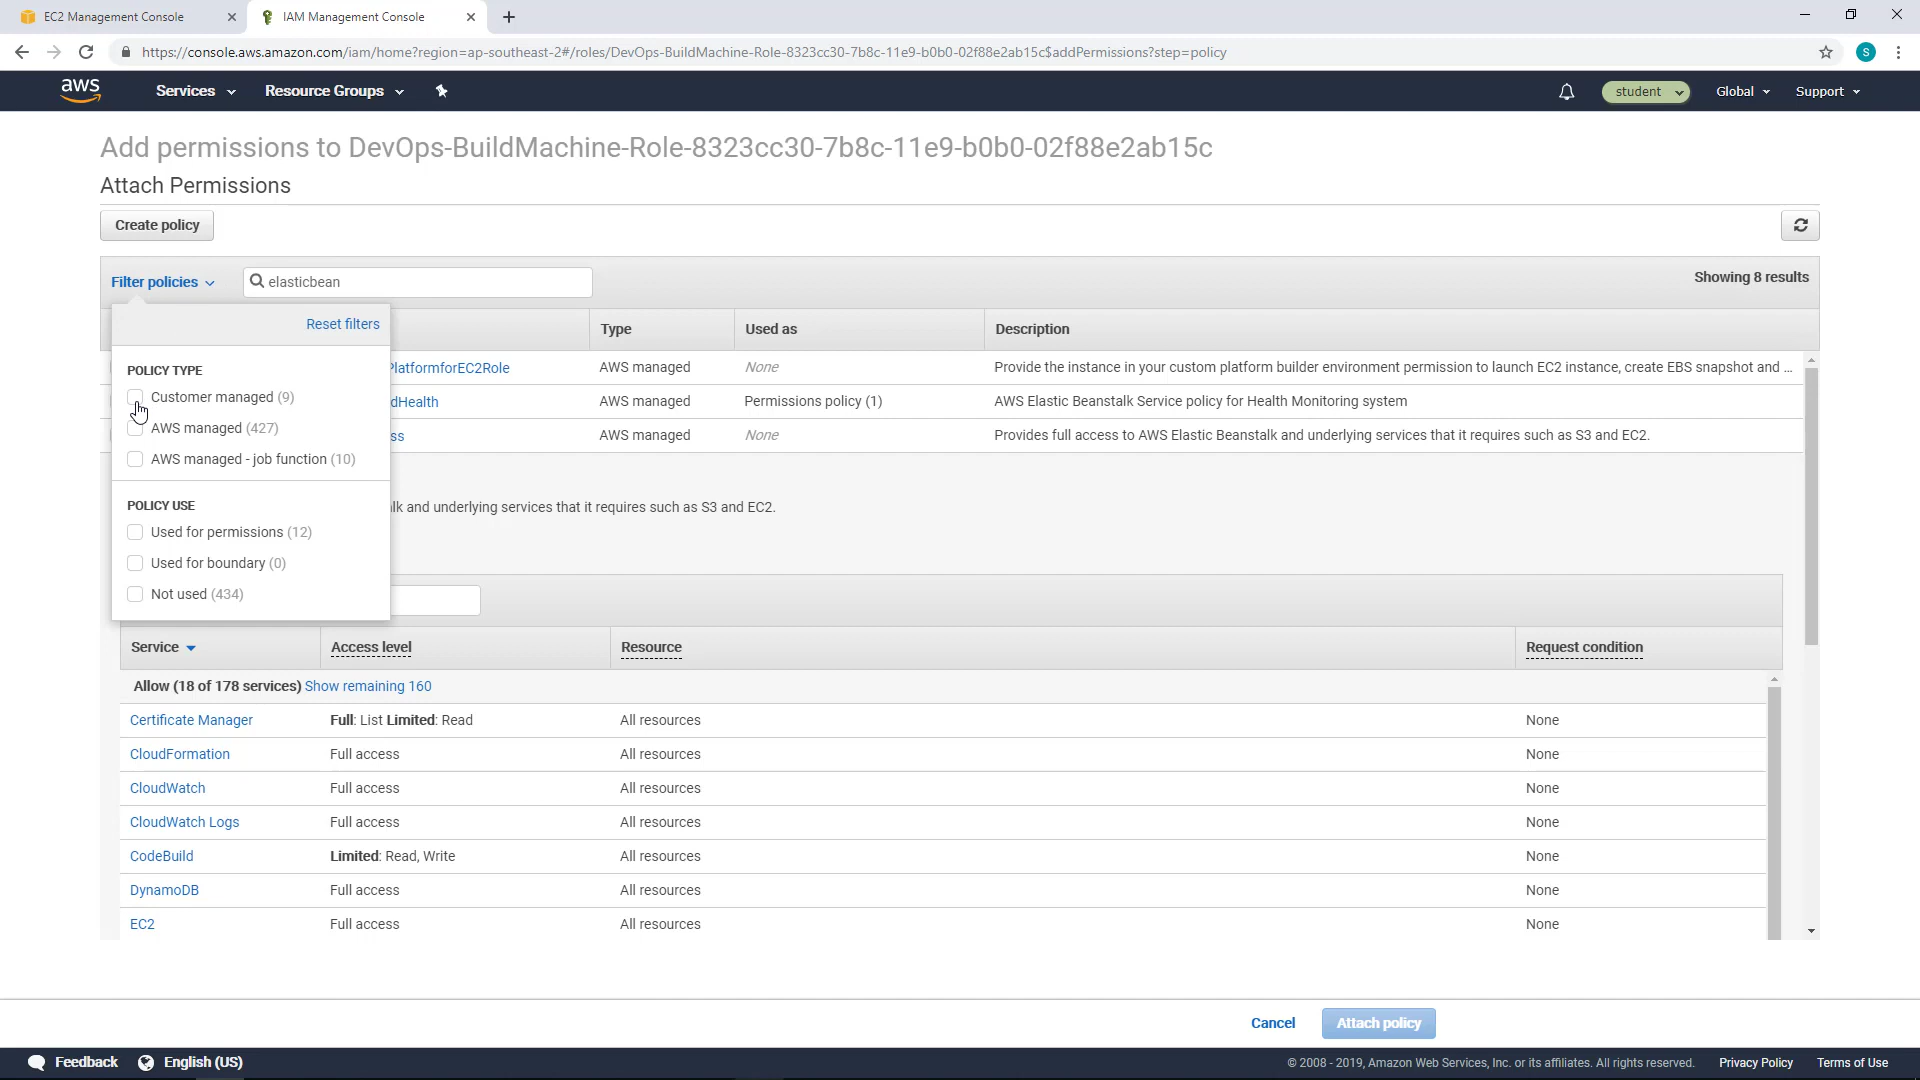 EC2 Management Console
IAM Management Console
https://console.aws.amazon.com/iam/home?region=ap-southeast-2#/roles/DevOps-BuildMachine-Role-8323cc30-7b8c-11e9-b0b0-02f88e2ab15c$addPermissions?step=policy
S
aws Services Resource Groups student Global Support
Add permissions to DevOps-BuildMachine-Role-8323cc30-7b8c-11e9-b0b0-02f88e2ab15c
Attach Permissions
Create policy
Filter policies elasticbean Showing 8 results
Reset filters
Type Used as Description
POLICY TYPE
PlatformforEC2Role AWS managed None Provide the instance in your custom platform builder environment permission to launch EC2 instance, create EBS snapshot and ...
Customer managed (9)
dHealth AWS managed Permissions policy (1) AWS Elastic Beanstalk Service policy for Health Monitoring system
AWS managed (427)
ss AWS managed None Provides full access to AWS Elastic Beanstalk and underlying services that it requires such as S3 and EC2.
AWS managed - job function (10)
POLICY USE
lk and underlying services that it requires such as S3 and EC2.
Used for permissions (12)
Used for boundary (0)
Not used (434)
Service Access level Resource Request condition
Allow (18 of 178 services) Show remaining 160
Certificate Manager Full: List Limited: Read All resources None
CloudFormation Full access All resources None
CloudWatch Full access All resources None
CloudWatch Logs Full access All resources None
CodeBuild Limited: Read, Write All resources None
DynamoDB Full access All resources None
EC2 Full access All resources None
Cancel Attach policy
Feedback English (US) © 2008 - 2019, Amazon Web Services, Inc. or its affiliates. All rights reserved. Privacy Policy Terms of Use